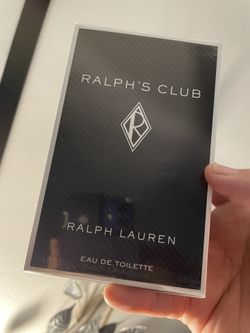 RALPH'S CLUB
R
RALPH LAUREN
EAU DE TOILETTE